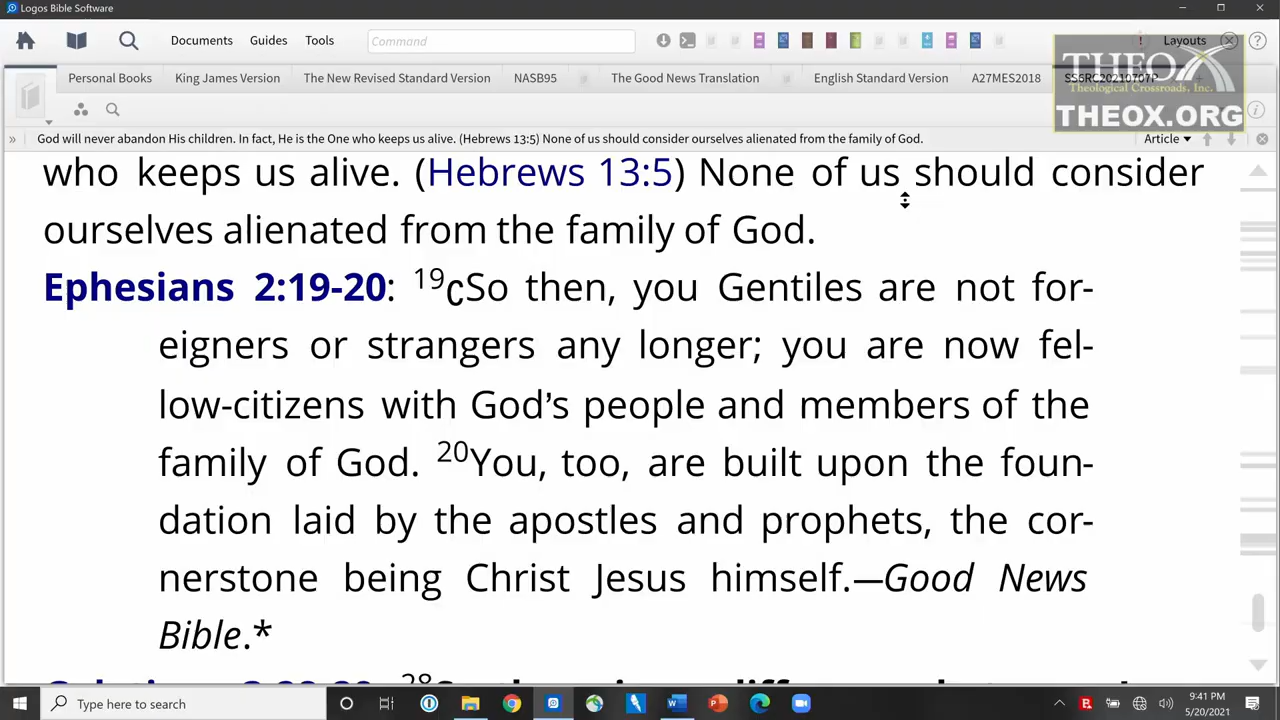 Logos Bible Software
Documents Guides Tools Command Layouts
Personal Books King James Version The New Revised Standard Version NASB95 The Good News Translation English Standard Version A27MES2018 SS6RC20210707P
THEOX
Theological Crossroads, Inc.
THEOX.ORG
God will never abandon His children. In fact, He is the One who keeps us alive. (Hebrews 13:5) None of us should consider ourselves alienated from the family of God. Article
who keeps us alive. (Hebrews 13:5) None of us should consider
ourselves alienated from the family of God.
Ephesians 2:19-20: 19cSo then, you Gentiles are not for-
eigners or strangers any longer; you are now fel-
low-citizens with God's people and members of the
family of God. 20You, too, are built upon the foun-
dation laid by the apostles and prophets, the cor-
nerstone being Christ Jesus himself.—Good News
Bible.*
28
Type here to search
9:41 PM
5/20/2021